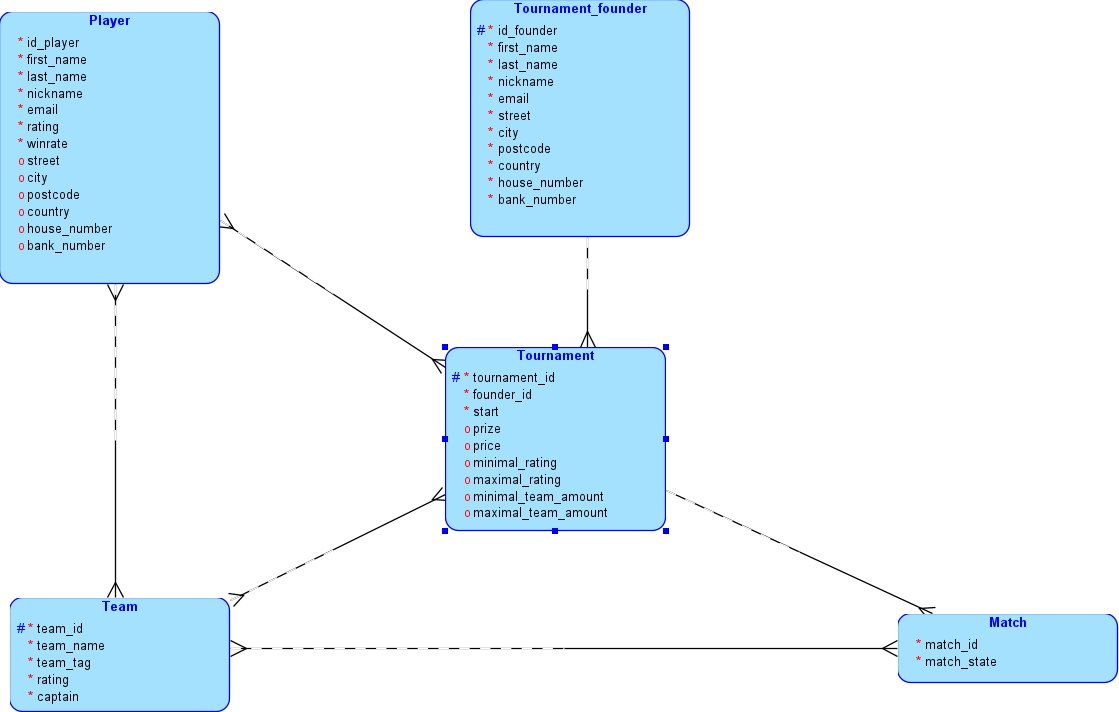 Player
* id_player
* first_name
* last_name
* nickname
* email
* rating
* winrate
o street
o city
o postcode
o country
o house_number
o bank_number
Tournament_founder
# * id_founder
* first_name
* last_name
* nickname
* email
* street
* city
* postcode
* country
* house_number
* bank_number
Tournament
# * tournament_id
* founder_id
* start
o prize
o price
o minimal_rating
o maximal_rating
o minimal_team_amount
o maximal_team_amount
Team
# * team_id
* team_name
* team_tag
* rating
* captain
Match
* match_id
* match_state